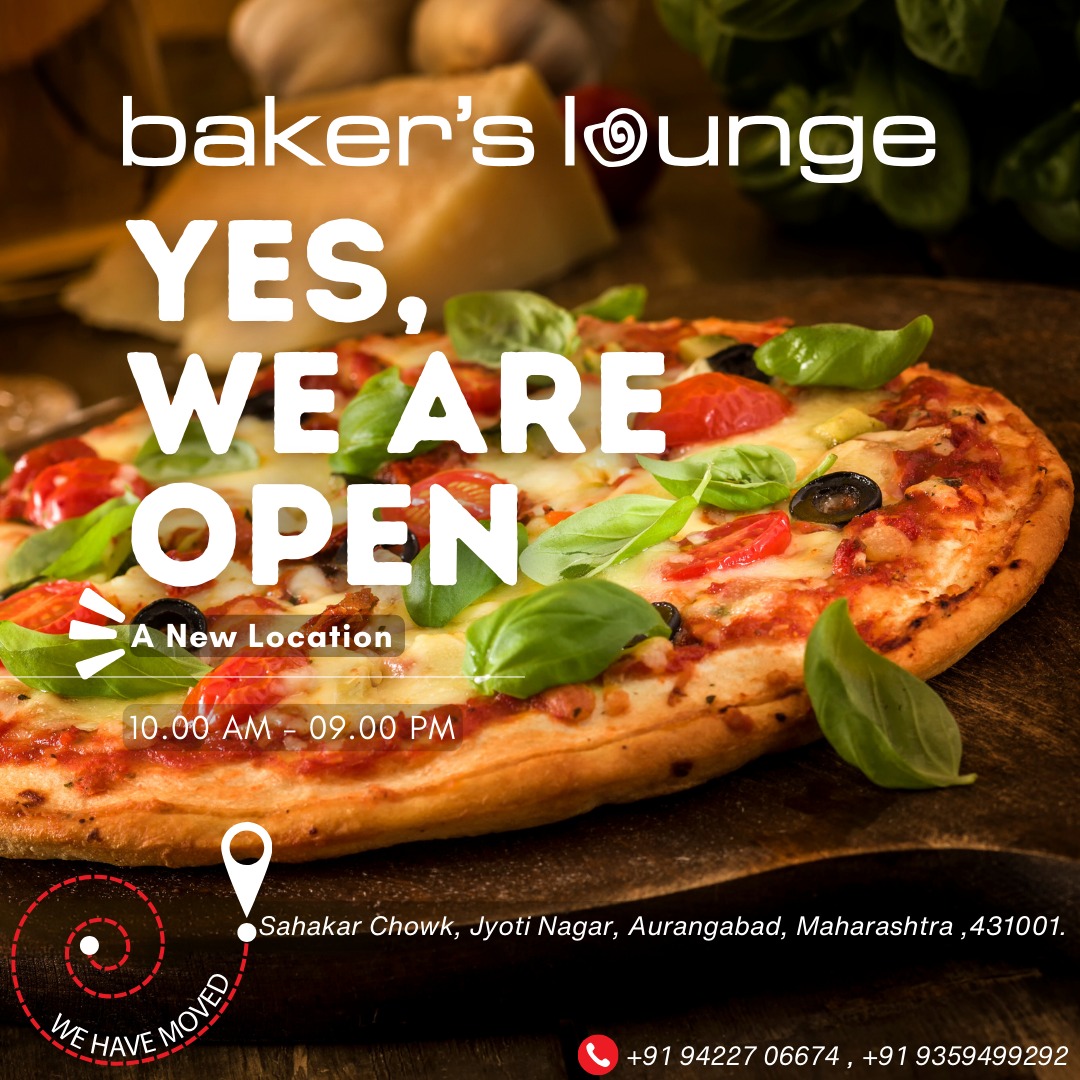 baker's lounge
YES,
WE ARE
OPEN
A New Location
10.00 AM - 09.00 PM
Sahakar Chowk, Jyoti Nagar, Aurangabad, Maharashtra ,431001.
WE HAVE MOVED
+91 94227 06674 , +91 9359499292